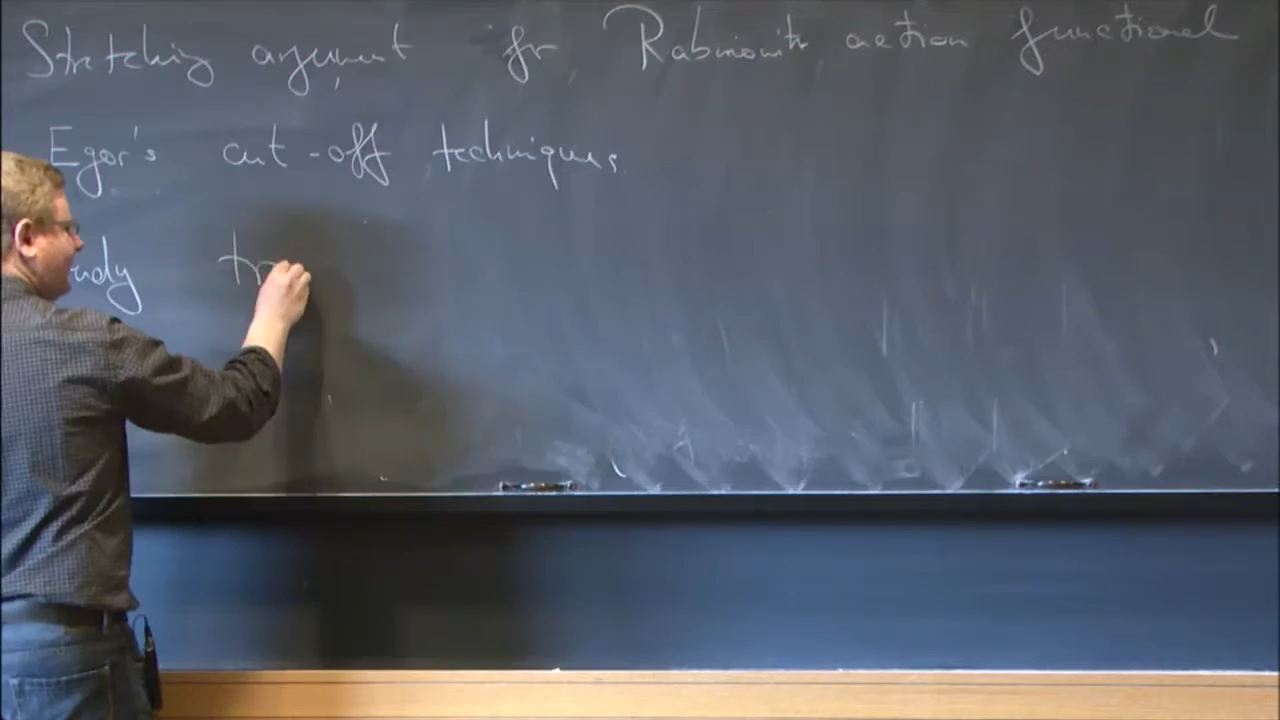 Stretching argument for Rabinowitz action functional
Egor's cut-off techniques